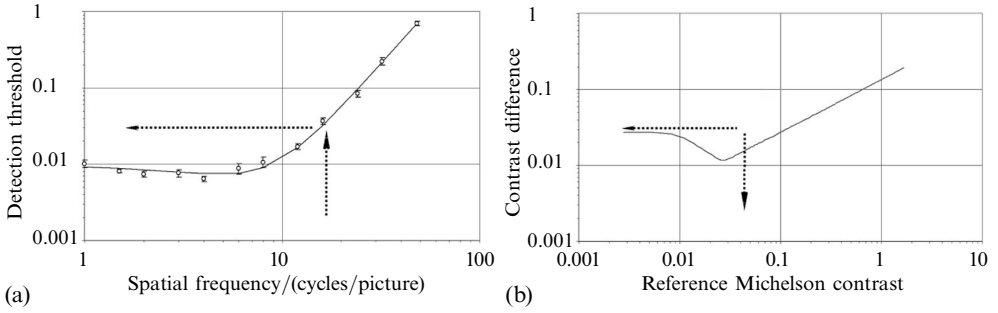 1
0.1
0.01
0.001
Detection threshold
1 10 100
Spatial frequency/(cycles/picture)
(a)
1
0.1
0.01
0.001
Contrast difference
0.001 0.01 0.1 1 10
Reference Michelson contrast
(b)